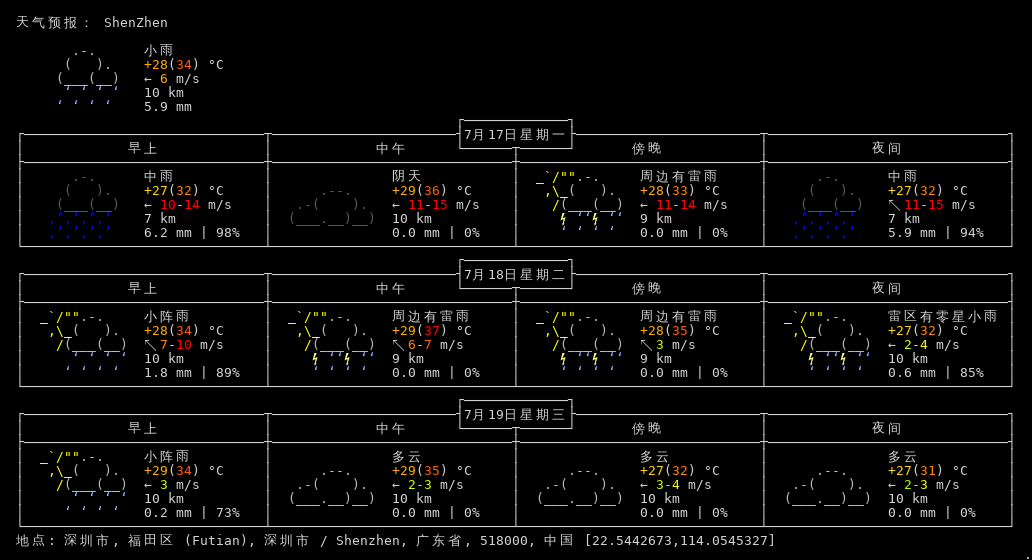 天气预报： ShenZhen
小雨
+28(34) °C
← 6 m/s
10 km
5.9 mm
7月17日星期一
早上 中午 傍晚 夜间
中雨 阴天 周边有雷雨 中雨
+27(32) °C +29(36) °C +28(33) °C +27(32) °C
← 10-14 m/s ← 11-15 m/s ← 11-14 m/s ↖ 11-15 m/s
7 km 10 km 9 km 7 km
6.2 mm | 98% 0.0 mm | 0% 0.0 mm | 0% 5.9 mm | 94%
7月18日星期二
早上 中午 傍晚 夜间
小阵雨 周边有雷雨 周边有雷雨 雷区有零星小雨
+28(34) °C +29(37) °C +28(35) °C +27(32) °C
↖ 7-10 m/s ↖ 6-7 m/s ↖ 3 m/s ← 2-4 m/s
10 km 9 km 9 km 10 km
1.8 mm | 89% 0.0 mm | 0% 0.0 mm | 0% 0.6 mm | 85%
7月19日星期三
早上 中午 傍晚 夜间
小阵雨 多云 多云 多云
+29(34) °C +29(35) °C +27(32) °C +27(31) °C
← 3 m/s ← 2-3 m/s ← 3-4 m/s ← 2-3 m/s
10 km 10 km 10 km 10 km
0.2 mm | 73% 0.0 mm | 0% 0.0 mm | 0% 0.0 mm | 0%
地点: 深圳市, 福田区 (Futian), 深圳市 / Shenzhen, 广东省, 518000, 中国 [22.5442673,114.0545327]